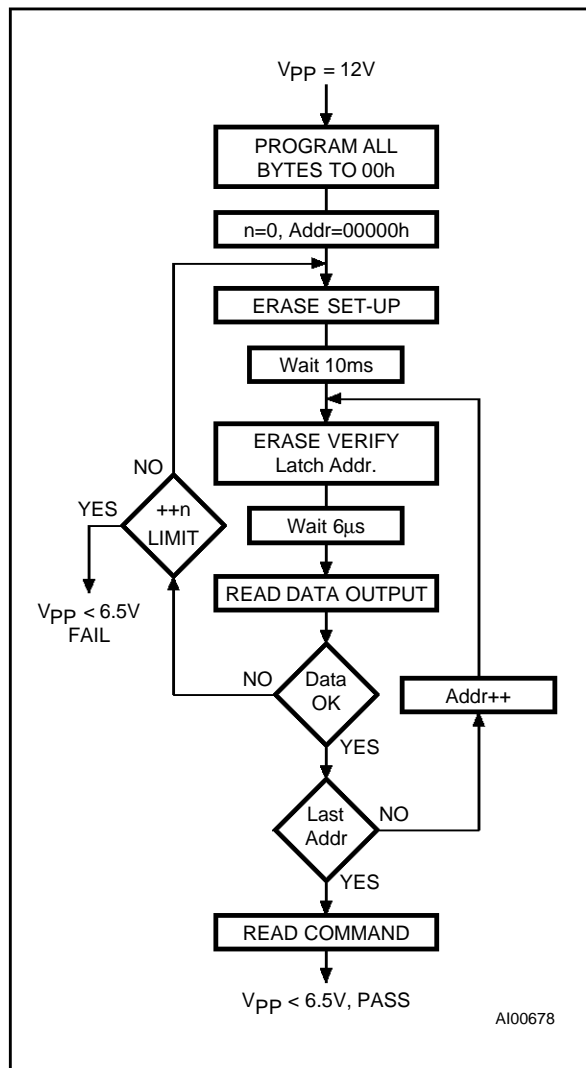 VPP = 12V
PROGRAM ALL
BYTES TO 00h
n=0, Addr=00000h
ERASE SET-UP
Wait 10ms
ERASE VERIFY
Latch Addr.
NO
YES
++n
LIMIT
Wait 6µs
READ DATA OUTPUT
VPP < 6.5V
FAIL
NO
Data
OK
Addr++
YES
Last
Addr
NO
YES
READ COMMAND
VPP < 6.5V, PASS
AI00678